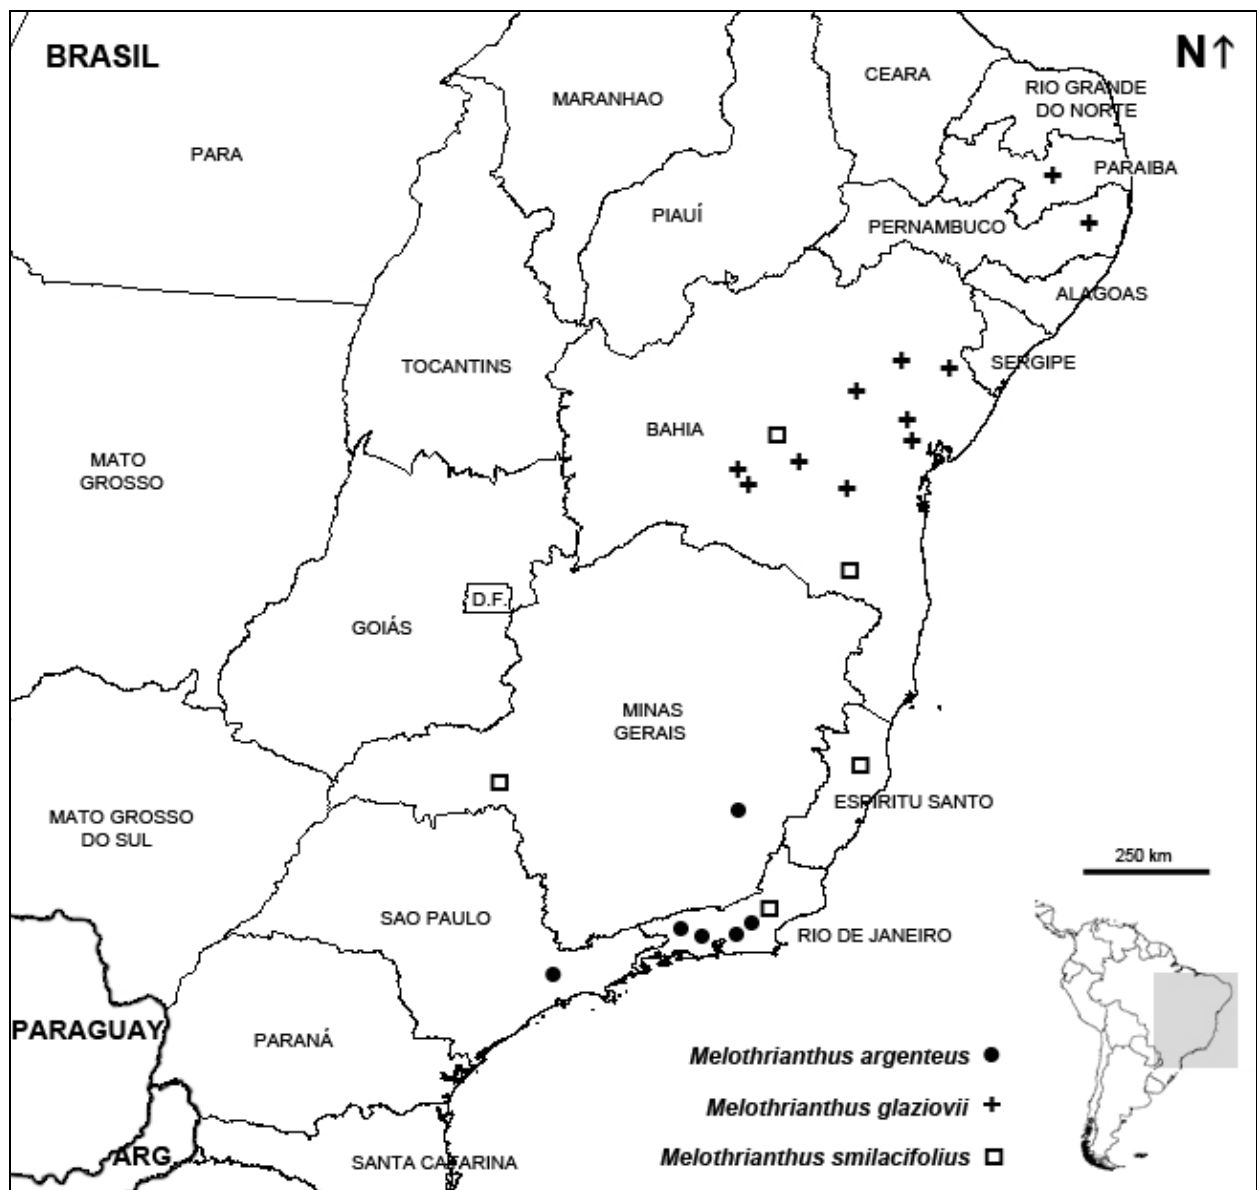 BRASIL
N↑
CEARA
MARANHAO
RIO GRANDE
DO NORTE
PARA
PARAIBA
PIAUÍ
PERNAMBUCO
ALAGOAS
TOCANTINS
SERGIPE
BAHIA
MATO
GROSSO
D.F.
GOIÁS
MINAS
GERAIS
ESPIRITU SANTO
MATO GROSSO
DO SUL
250 km
SAO PAULO
RIO DE JANEIRO
PARAGUAY
PARANÁ
Melothrianthus argenteus
Melothrianthus glaziovii
ARG.
SANTA CATARINA
Melothrianthus smilacifolius